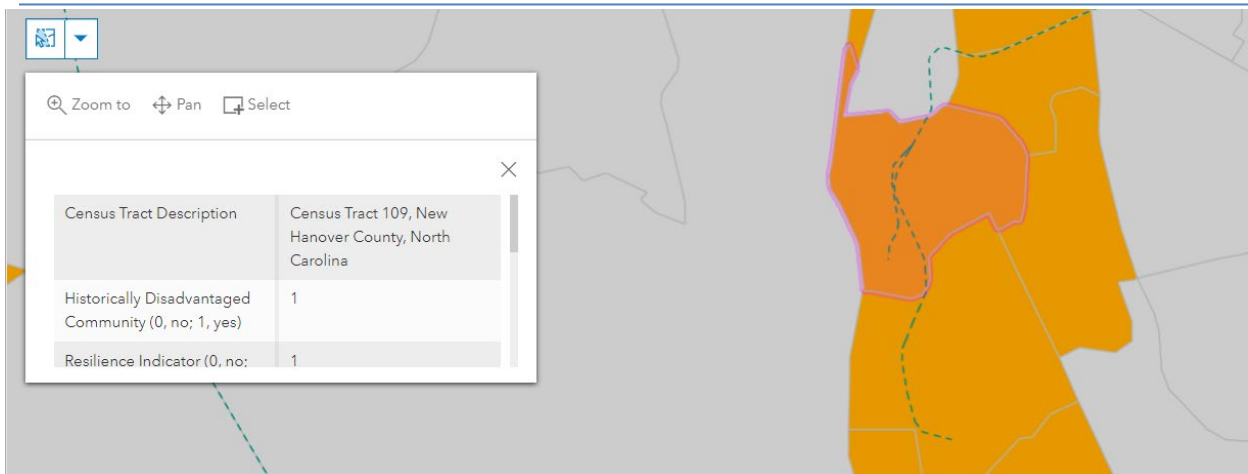 Zoom to Pan Select
Census Tract Description Census Tract 109, New
Hanover County, North
Carolina
Historically Disadvantaged 1
Community (0, no; 1, yes)
Resilience Indicator (0, no; 1